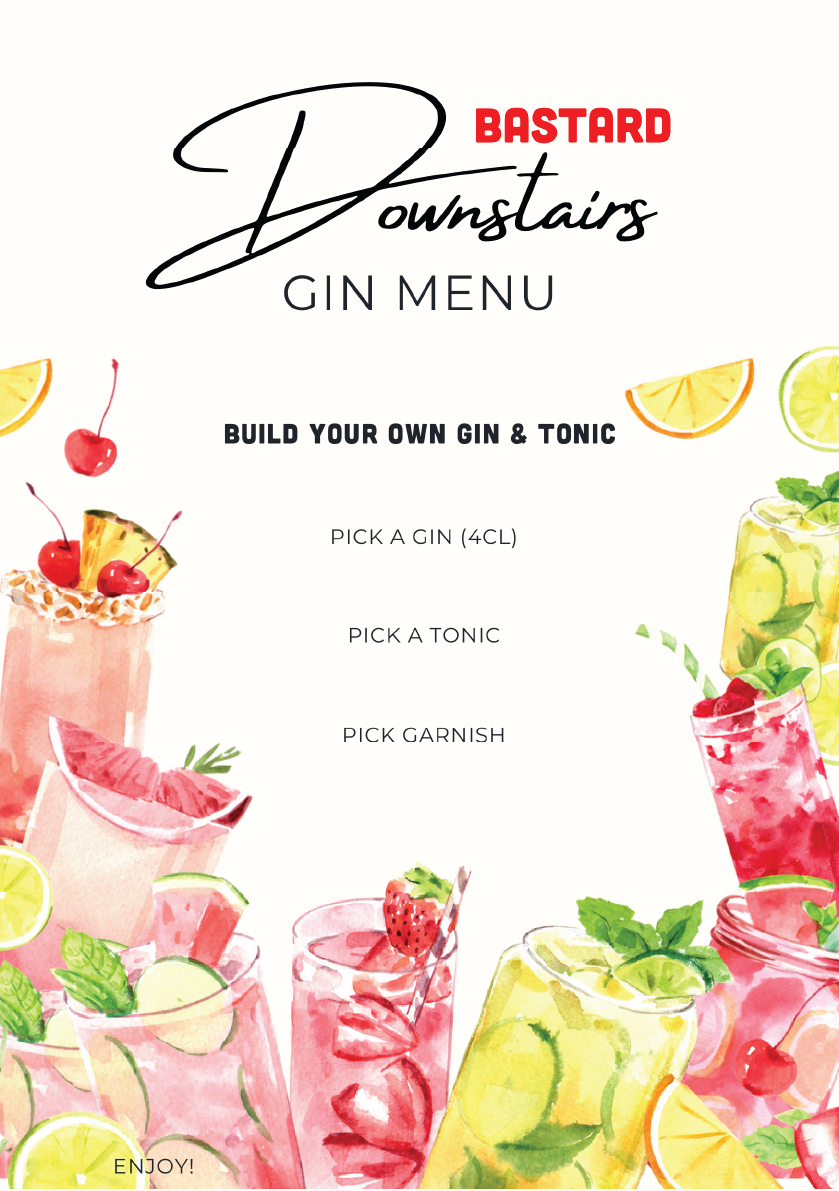 BASTARD
Downstairs
GIN MENU
BUILD YOUR OWN GIN & TONIC
PICK A GIN (4CL)
PICK A TONIC
PICK GARNISH
ENJOY!